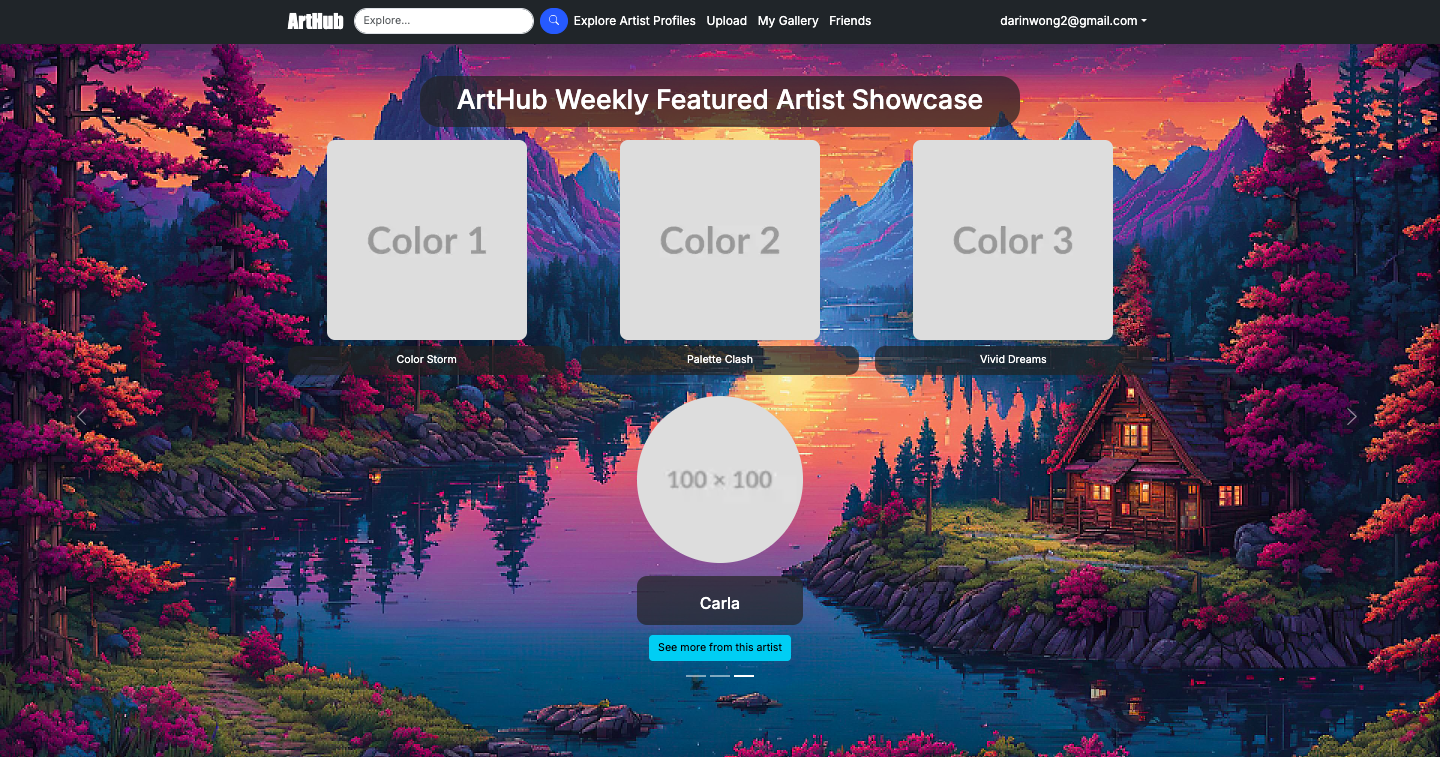 ArtHub Explore... Explore Artist Profiles Upload My Gallery Friends darinwong2@gmail.com
ArtHub Weekly Featured Artist Showcase
Color 1 Color 2 Color 3
Color Storm Palette Clash Vivid Dreams
100 × 100
Carla
See more from this artist